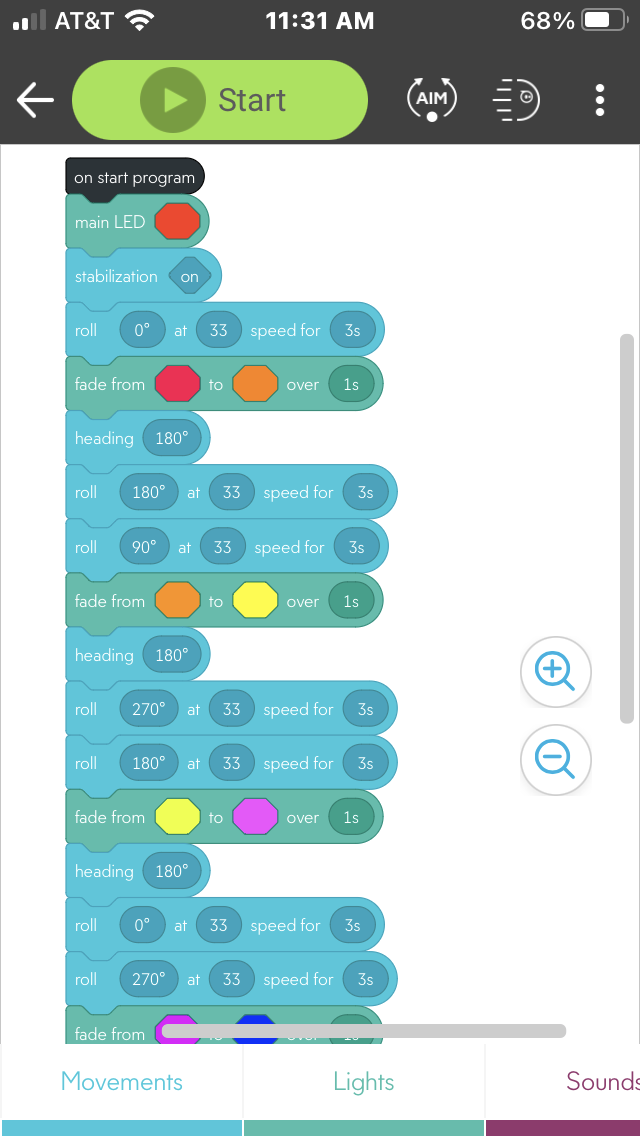 AT&T 11:31 AM 68%
Start AIM
on start program
main LED
stabilization on
roll 0° at 33 speed for 3s
fade from to over 1s
heading 180°
roll 180° at 33 speed for 3s
roll 90° at 33 speed for 3s
fade from to over 1s
heading 180°
roll 270° at 33 speed for 3s
roll 180° at 33 speed for 3s
fade from to over 1s
heading 180°
roll 0° at 33 speed for 3s
roll 270° at 33 speed for 3s
fade from to over 1s
Movements Lights Sounds